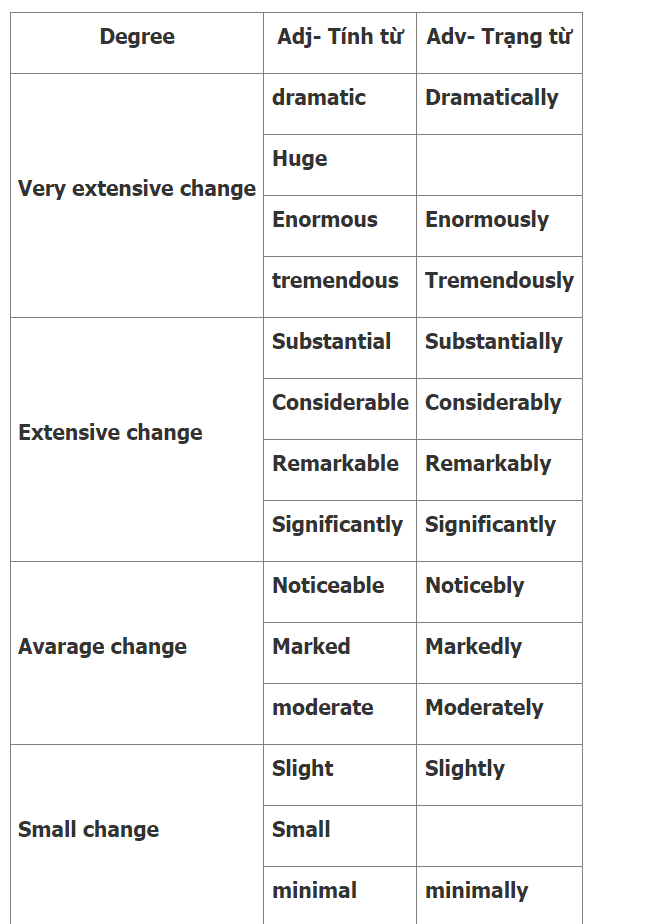 Degree Adj- Tính từ Adv- Trạng từ
Very extensive change
dramatic Dramatically
Huge
Enormous Enormously
tremendous Tremendously
Extensive change
Substantial Substantially
Considerable Considerably
Remarkable Remarkably
Significantly Significantly
Avarage change
Noticeable Noticebly
Marked Markedly
moderate Moderately
Small change
Slight Slightly
Small
minimal minimally